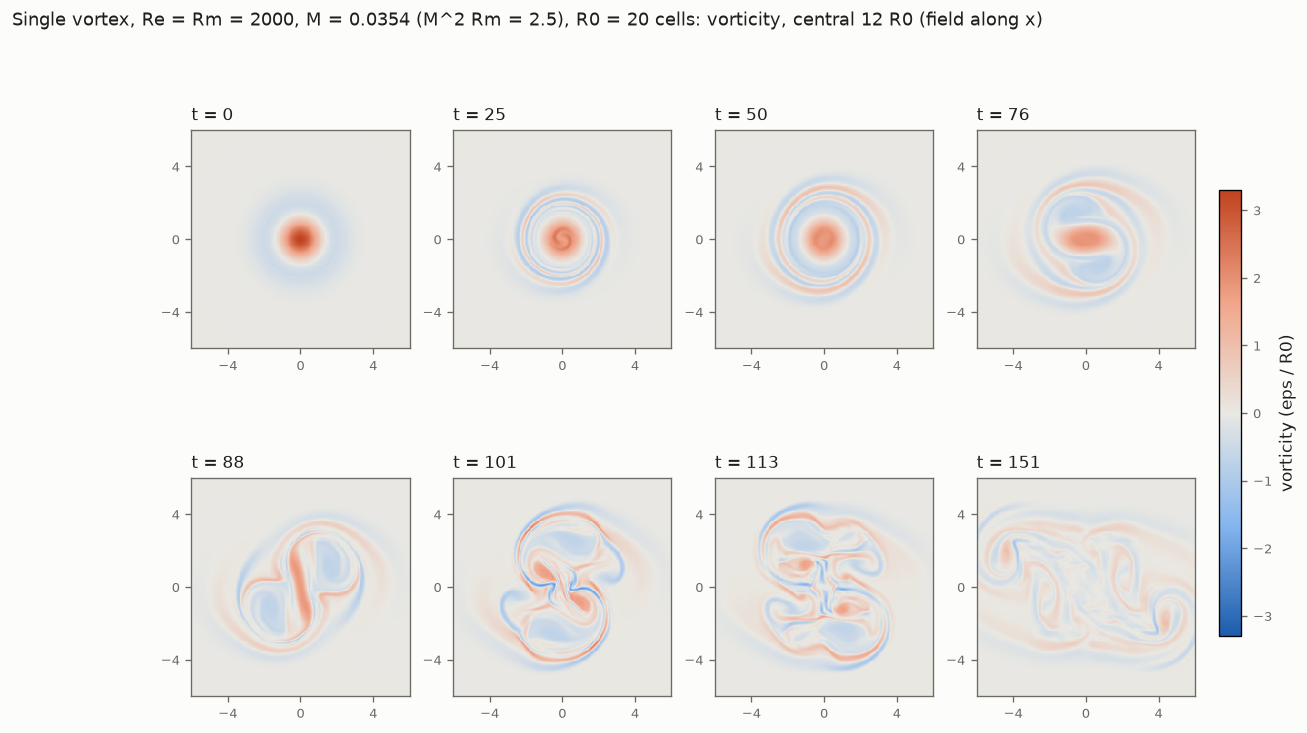 Single vortex, Re = Rm = 2000, M = 0.0354 (M^2 Rm = 2.5), R0 = 20 cells: vorticity, central 12 R0 (field along x)
t = 0
t = 25
t = 50
t = 76
4
0
−4
4
0
−4
4
0
−4
4
0
−4
−4 0 4
−4 0 4
−4 0 4
−4 0 4
t = 88
t = 101
t = 113
t = 151
4
0
−4
4
0
−4
4
0
−4
4
0
−4
−4 0 4
−4 0 4
−4 0 4
−4 0 4
3
2
1
0
−1
−2
−3
vorticity (eps / R0)